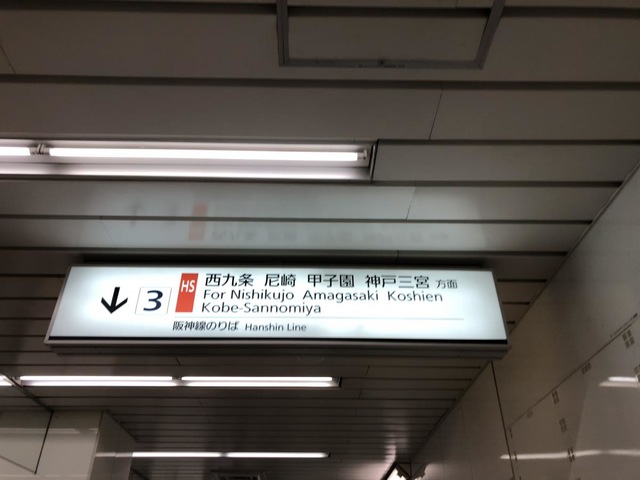 ↓ 3 HS 西九条 尼崎 甲子園 神戸三宮 方面
For Nishikujo Amagasaki Koshien
Kobe-Sannomiya
阪神線のりば Hanshin Line